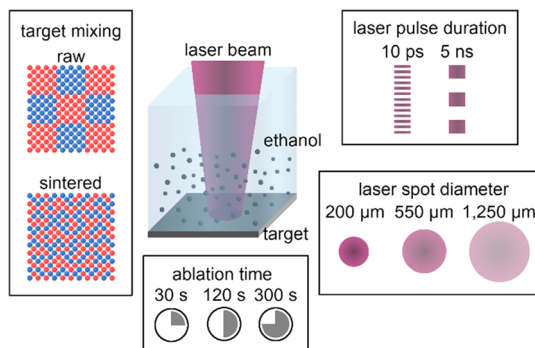 target mixing
raw
sintered
laser beam
ethanol
target
ablation time
30 s 120 s 300 s
laser pulse duration
10 ps 5 ns
laser spot diameter
200 µm 550 µm 1,250 µm